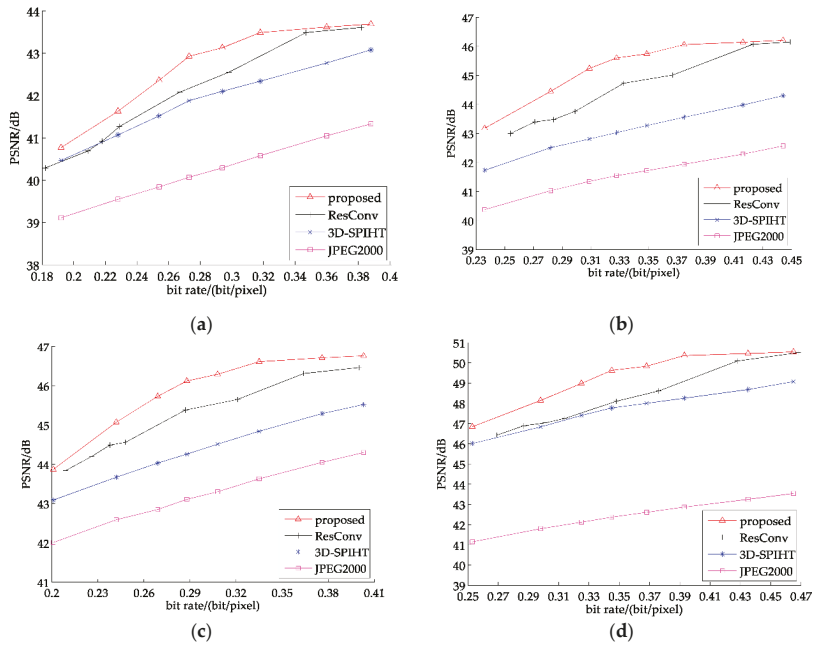 44
43
42
41
40
39
38
PSNR/dB
0.18 0.2 0.22 0.24 0.26 0.28 0.3 0.32 0.34 0.36 0.38 0.4
bit rate/(bit/pixel)
proposed
ResConv
3D-SPIHT
JPEG2000
(a)
47
46
45
44
43
42
41
40
39
PSNR/dB
0.23 0.25 0.27 0.29 0.31 0.33 0.35 0.37 0.39 0.41 0.43 0.45
bit rate/(bit/pixel)
proposed
ResConv
3D-SPIHT
JPEG2000
(b)
47
46
45
44
43
42
41
PSNR/dB
0.2 0.23 0.26 0.29 0.32 0.35 0.38 0.41
bit rate/(bit/pixel)
proposed
ResConv
3D-SPIHT
JPEG2000
(c)
51
50
49
48
47
46
45
44
43
42
41
40
39
PSNR/dB
0.25 0.27 0.29 0.31 0.33 0.35 0.37 0.39 0.41 0.43 0.45 0.47
bit rate/(bit/pixel)
proposed
ResConv
3D-SPIHT
JPEG2000
(d)